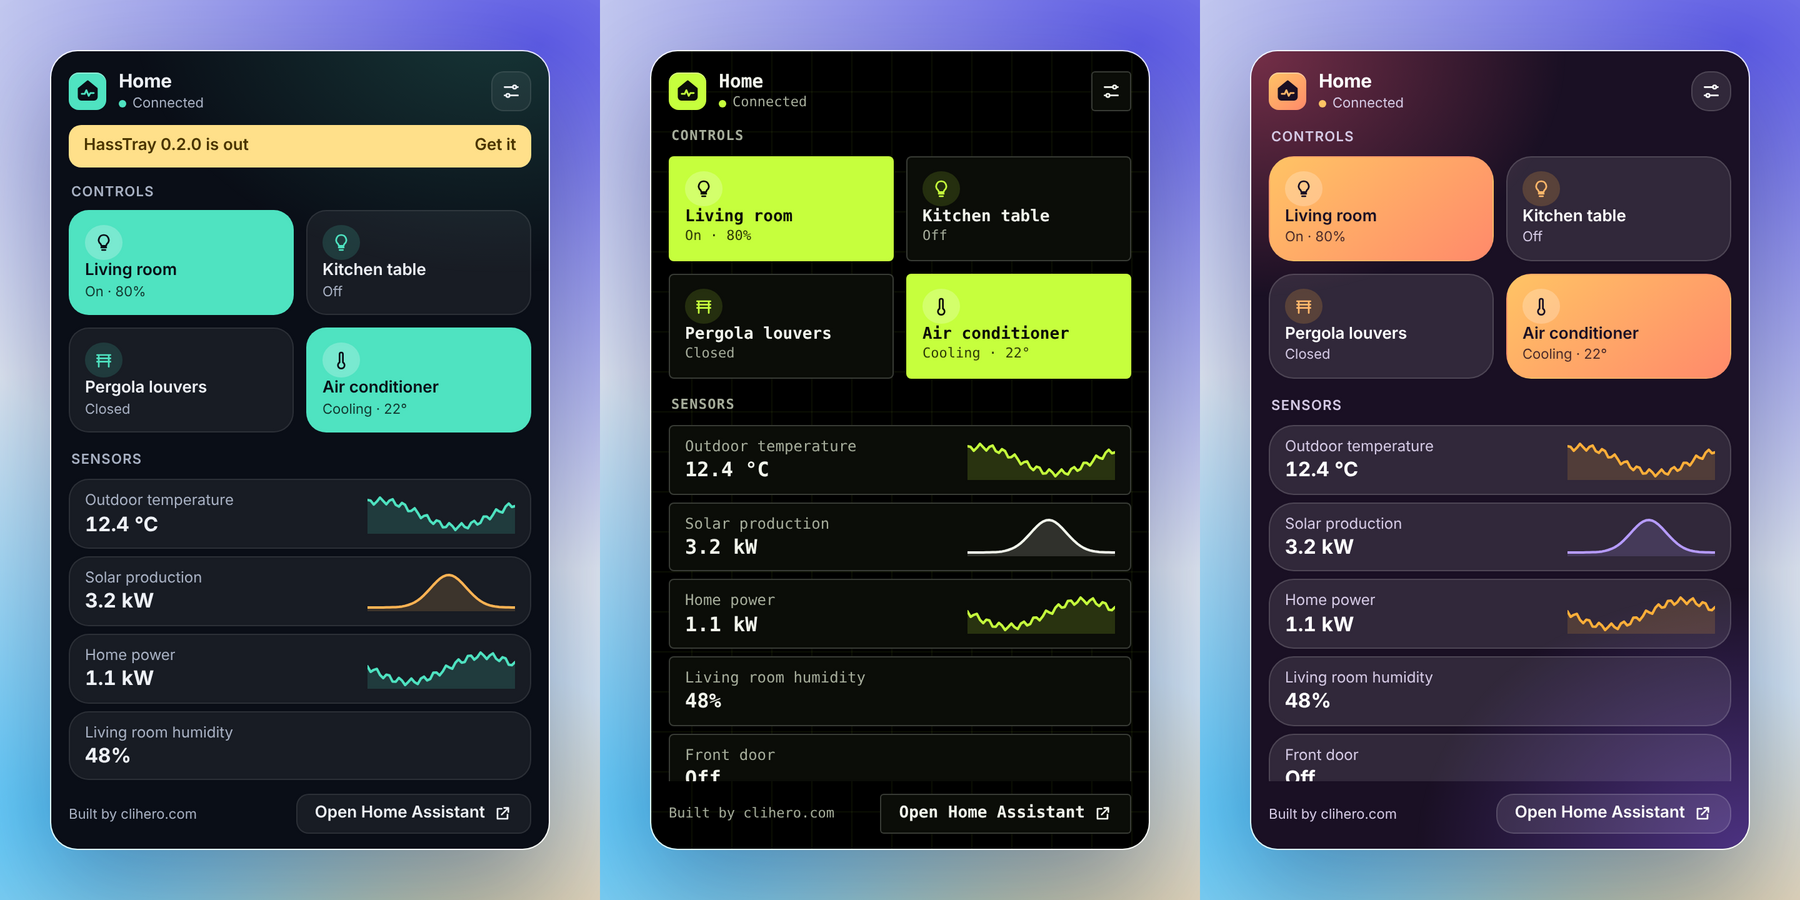 Home
Connected
HassTray 0.2.0 is out
Get it
CONTROLS
Living room
On · 80%
Kitchen table
Off
Pergola louvers
Closed
Air conditioner
Cooling · 22°
SENSORS
Outdoor temperature
12.4 °C
Solar production
3.2 kW
Home power
1.1 kW
Living room humidity
48%
Built by clihero.com
Open Home Assistant
Home
Connected
CONTROLS
Living room
On · 80%
Kitchen table
Off
Pergola louvers
Closed
Air conditioner
Cooling · 22°
SENSORS
Outdoor temperature
12.4 °C
Solar production
3.2 kW
Home power
1.1 kW
Living room humidity
48%
Front door
Off
Built by clihero.com
Open Home Assistant
Home
Connected
CONTROLS
Living room
On · 80%
Kitchen table
Off
Pergola louvers
Closed
Air conditioner
Cooling · 22°
SENSORS
Outdoor temperature
12.4 °C
Solar production
3.2 kW
Home power
1.1 kW
Living room humidity
48%
Front door
Off
Built by clihero.com
Open Home Assistant